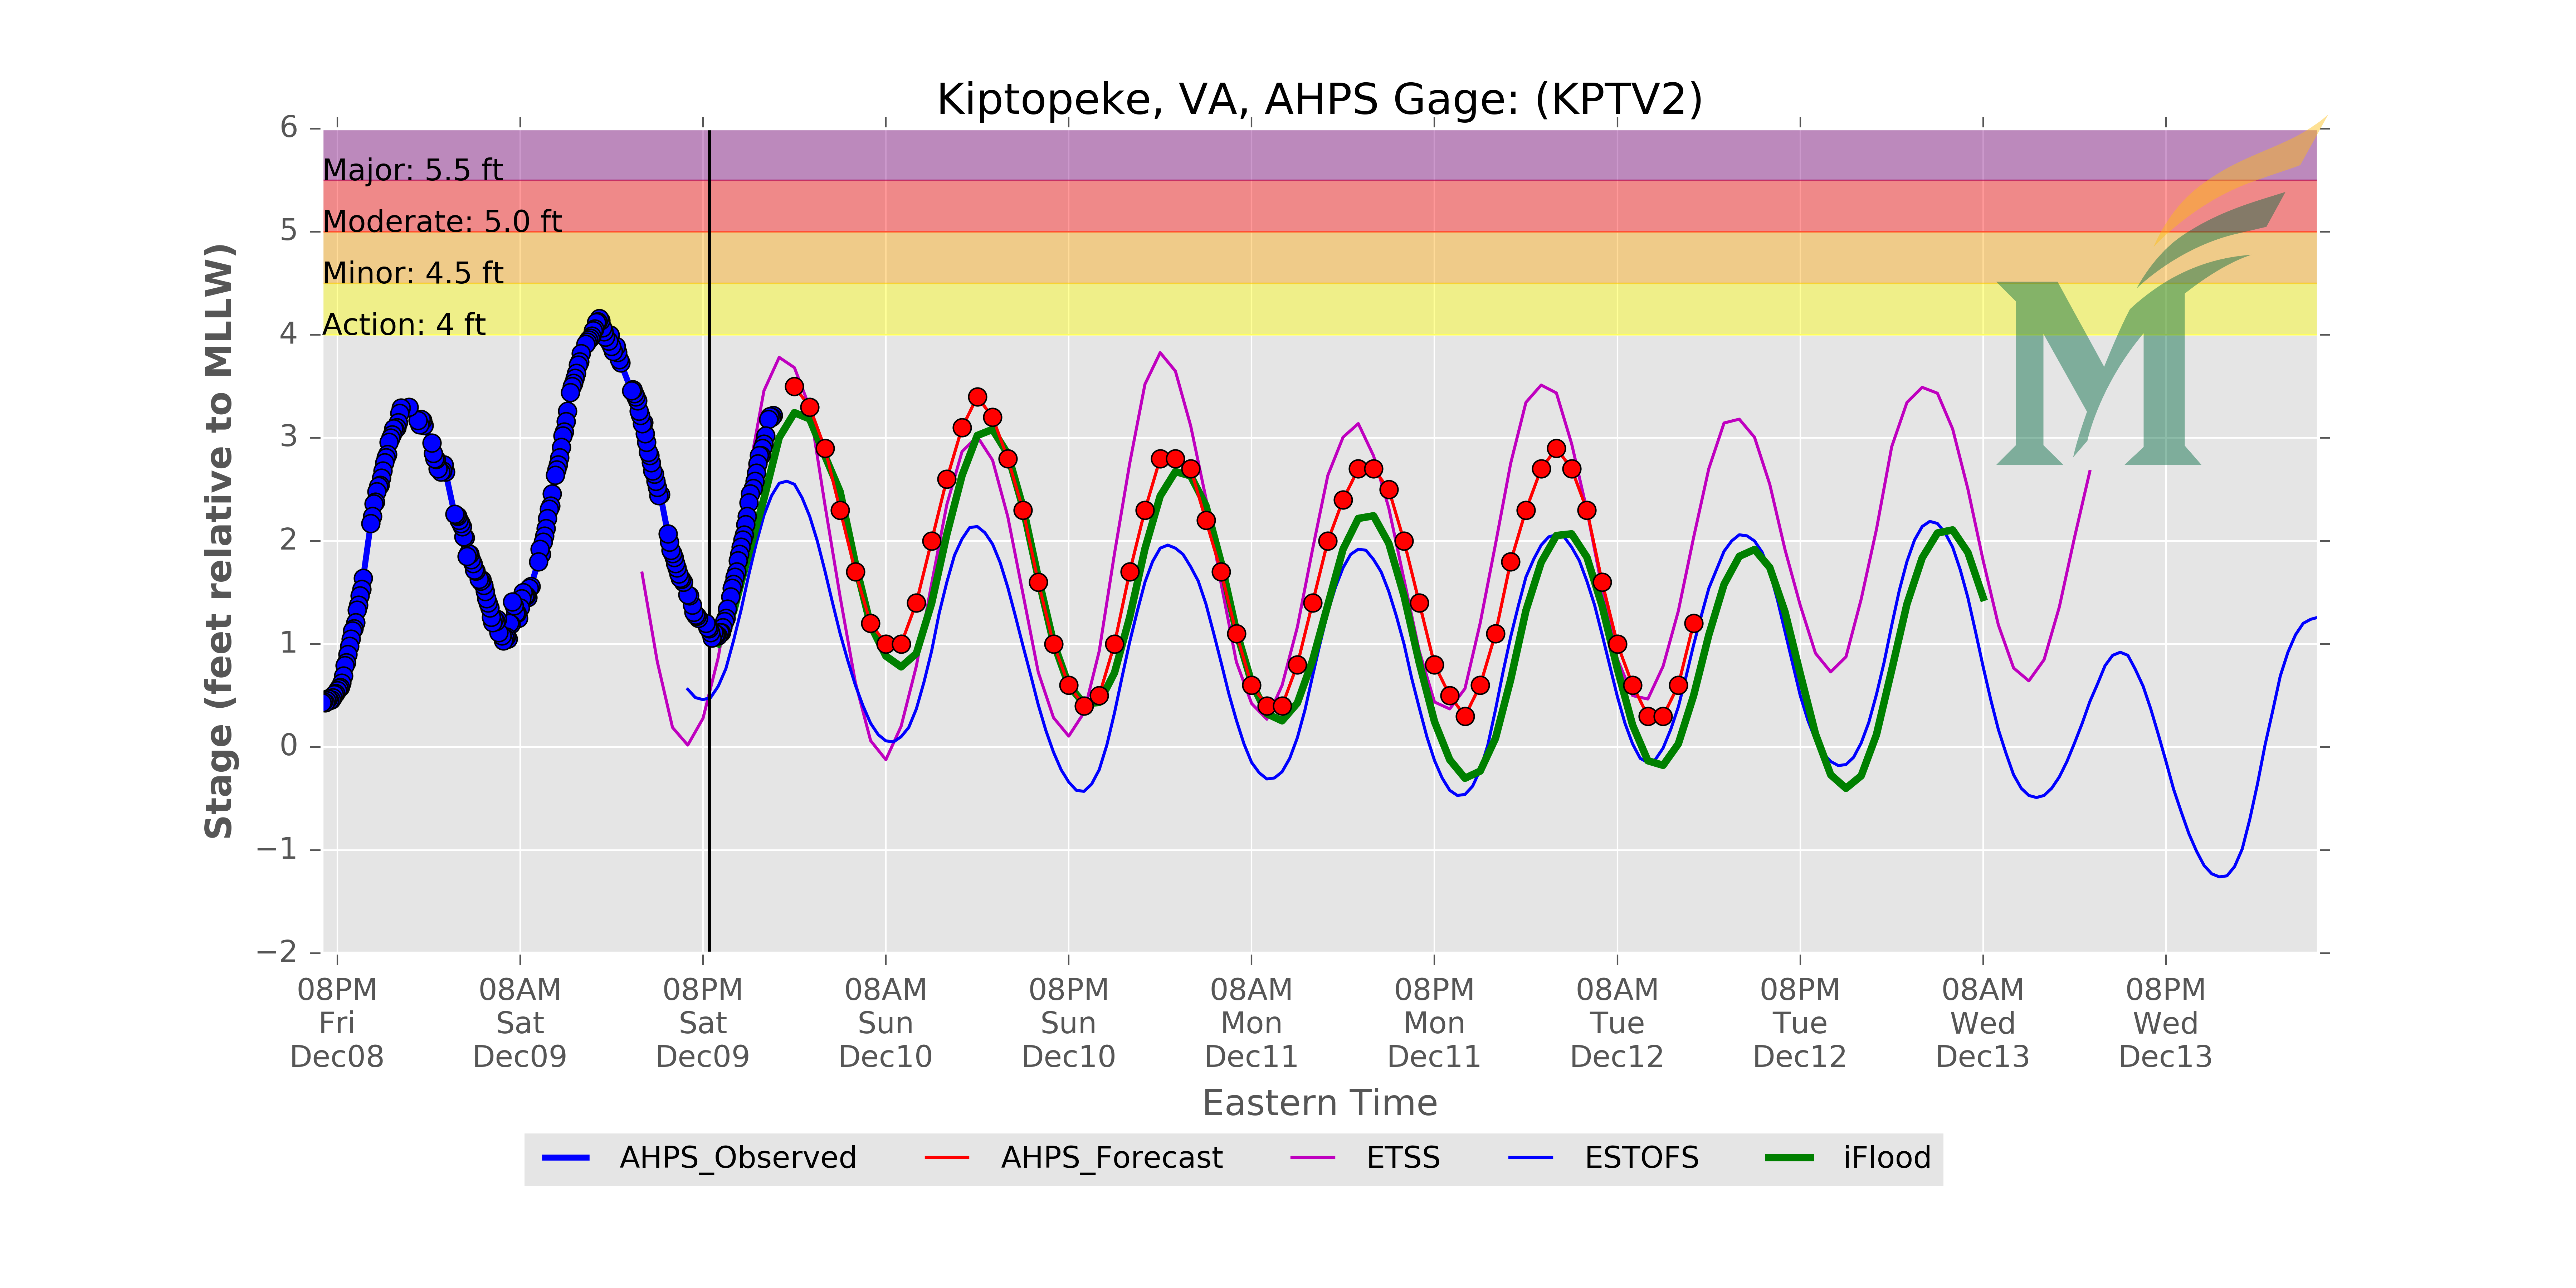 Kiptopeke, VA, AHPS Gage: (KPTV2)
6
Major: 5.5 ft
Moderate: 5.0 ft
5
Minor: 4.5 ft
Action: 4 ft
4
3
2
1
0
−1
−2
Stage (feet relative to MLLW)
08PM 08AM 08PM 08AM 08PM 08AM 08PM 08AM 08PM 08AM 08PM
Fri Sat Sat Sun Sun Mon Mon Tue Tue Wed Wed
Dec08 Dec09 Dec09 Dec10 Dec10 Dec11 Dec11 Dec12 Dec12 Dec13 Dec13
Eastern Time
AHPS_Observed AHPS_Forecast ETSS ESTOFS iFlood
M